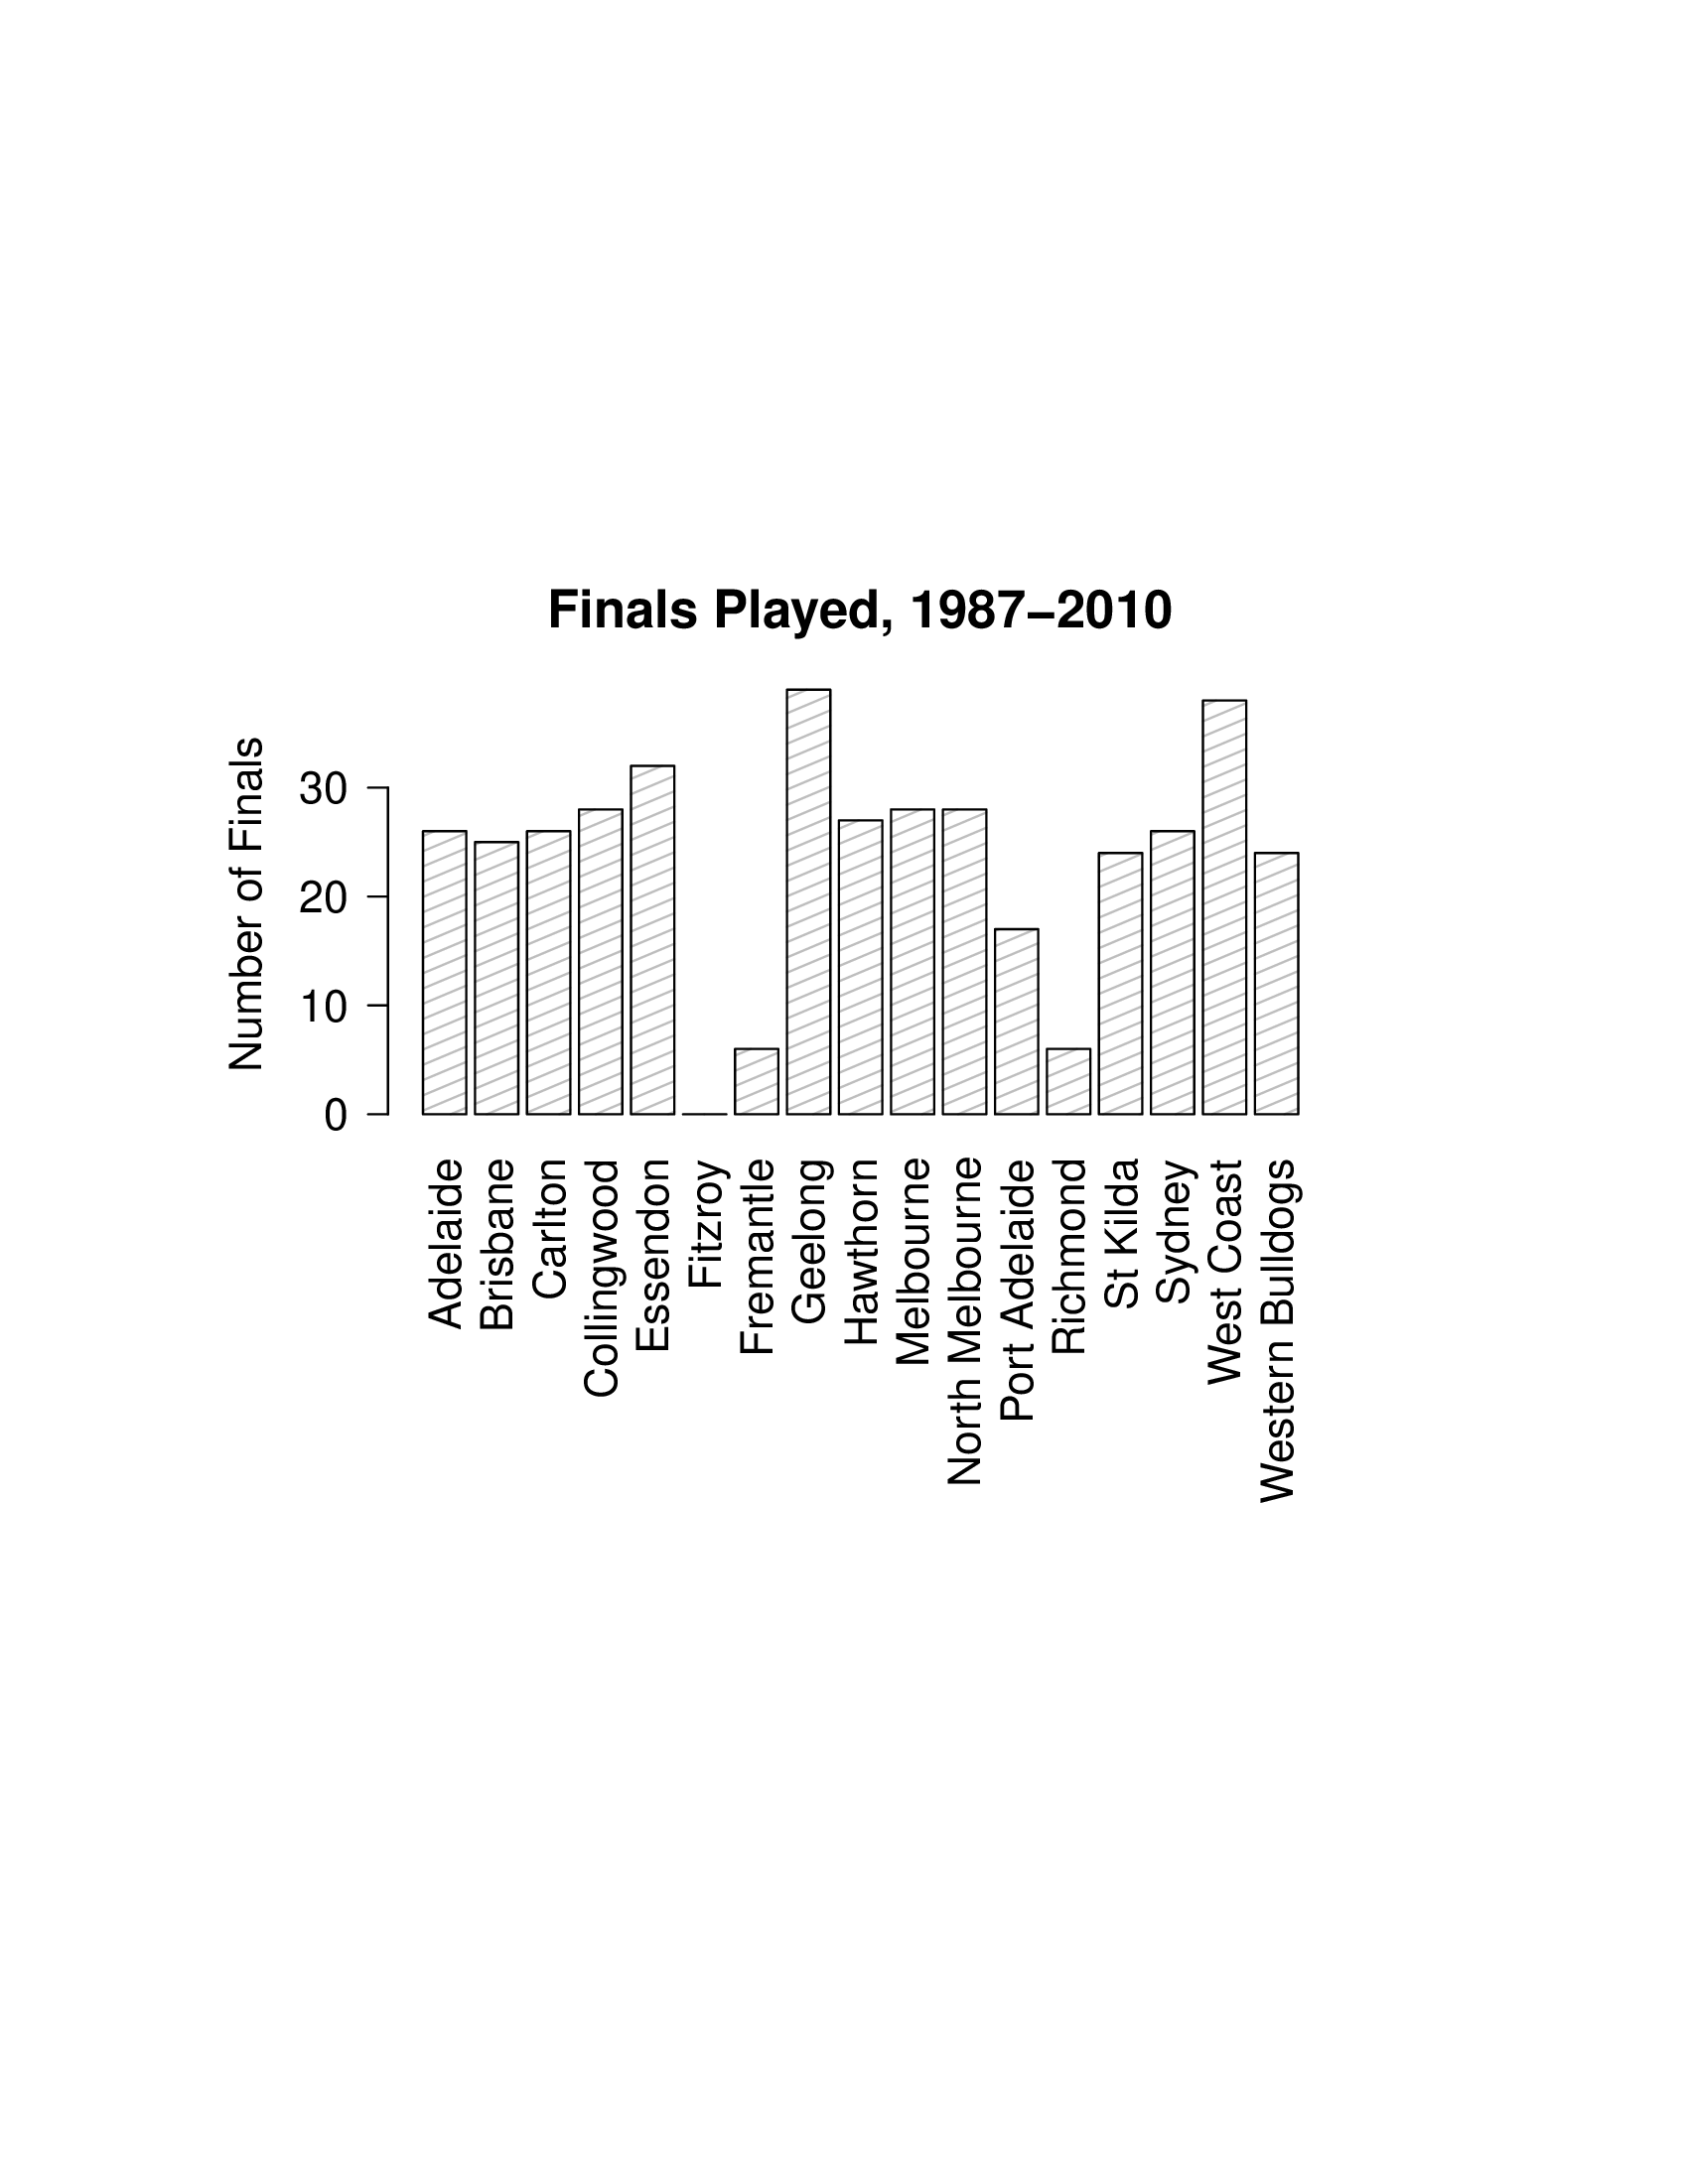 Finals Played, 1987–2010
Number of Finals
30
20
10
0
Adelaide
Brisbane
Carlton
Collingwood
Essendon
Fitzroy
Fremantle
Geelong
Hawthorn
Melbourne
North Melbourne
Port Adelaide
Richmond
St Kilda
Sydney
West Coast
Western Bulldogs